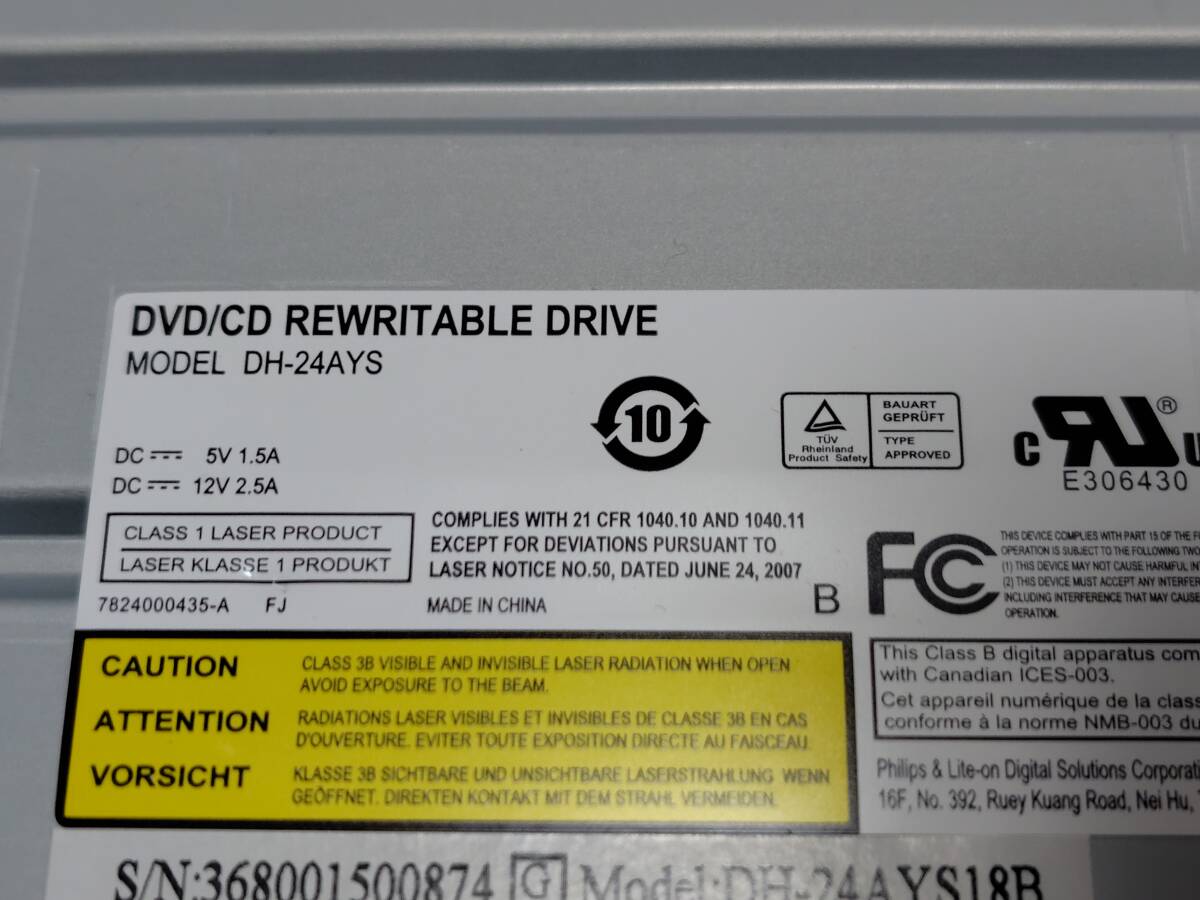 DVD/CD REWRITABLE DRIVE
MODEL DH-24AYS
10
TÜV
Rheinland
Product Safety
BAUART
GEPRÜFT
TYPE
APPROVED
®
E306430
DC 5V 1.5A
DC 12V 2.5A
CLASS 1 LASER PRODUCT
LASER KLASSE 1 PRODUKT
COMPLIES WITH 21 CFR 1040.10 AND 1040.11
EXCEPT FOR DEVIATIONS PURSUANT TO
LASER NOTICE NO.50, DATED JUNE 24, 2007
7824000435-A FJ
MADE IN CHINA
B
FC
THIS DEVICE COMPLIES WITH PART 15 OF THE
OPERATION IS SUBJECT TO THE FOLLOWING TWO
(1) THIS DEVICE MAY NOT CAUSE HARMFUL
(2) THIS DEVICE MUST ACCEPT ANY
INCLUDING INTERFERENCE THAT MAY CAUSE
OPERATION.
CAUTION
CLASS 3B VISIBLE AND INVISIBLE LASER RADIATION WHEN OPEN
AVOID EXPOSURE TO THE BEAM.
ATTENTION
RADIATIONS LASER VISIBLES ET INVISIBLES DE CLASSE 3B EN CAS
D'OUVERTURE. EVITER TOUTE EXPOSITION DIRECTE AU FAISCEAU
VORSICHT
KLASSE 3B SICHTBARE UND UNSICHTBARE LASERSTRAHLUNG WENN
GEÖFFNET. DIREKTEN KONTAKT MIT DEM STRAHL VERMEIDEN.
This Class B digital apparatus com
with Canadian ICES-003.
Cet appareil numérique de la class
conforme à la norme NMB-003 du
Philips & Lite-on Digital Solutions Corporati
16F, No. 392, Ruey Kuang Road, Nei Hu,
S/N:368001500874 G Model:DH-24AYS18B